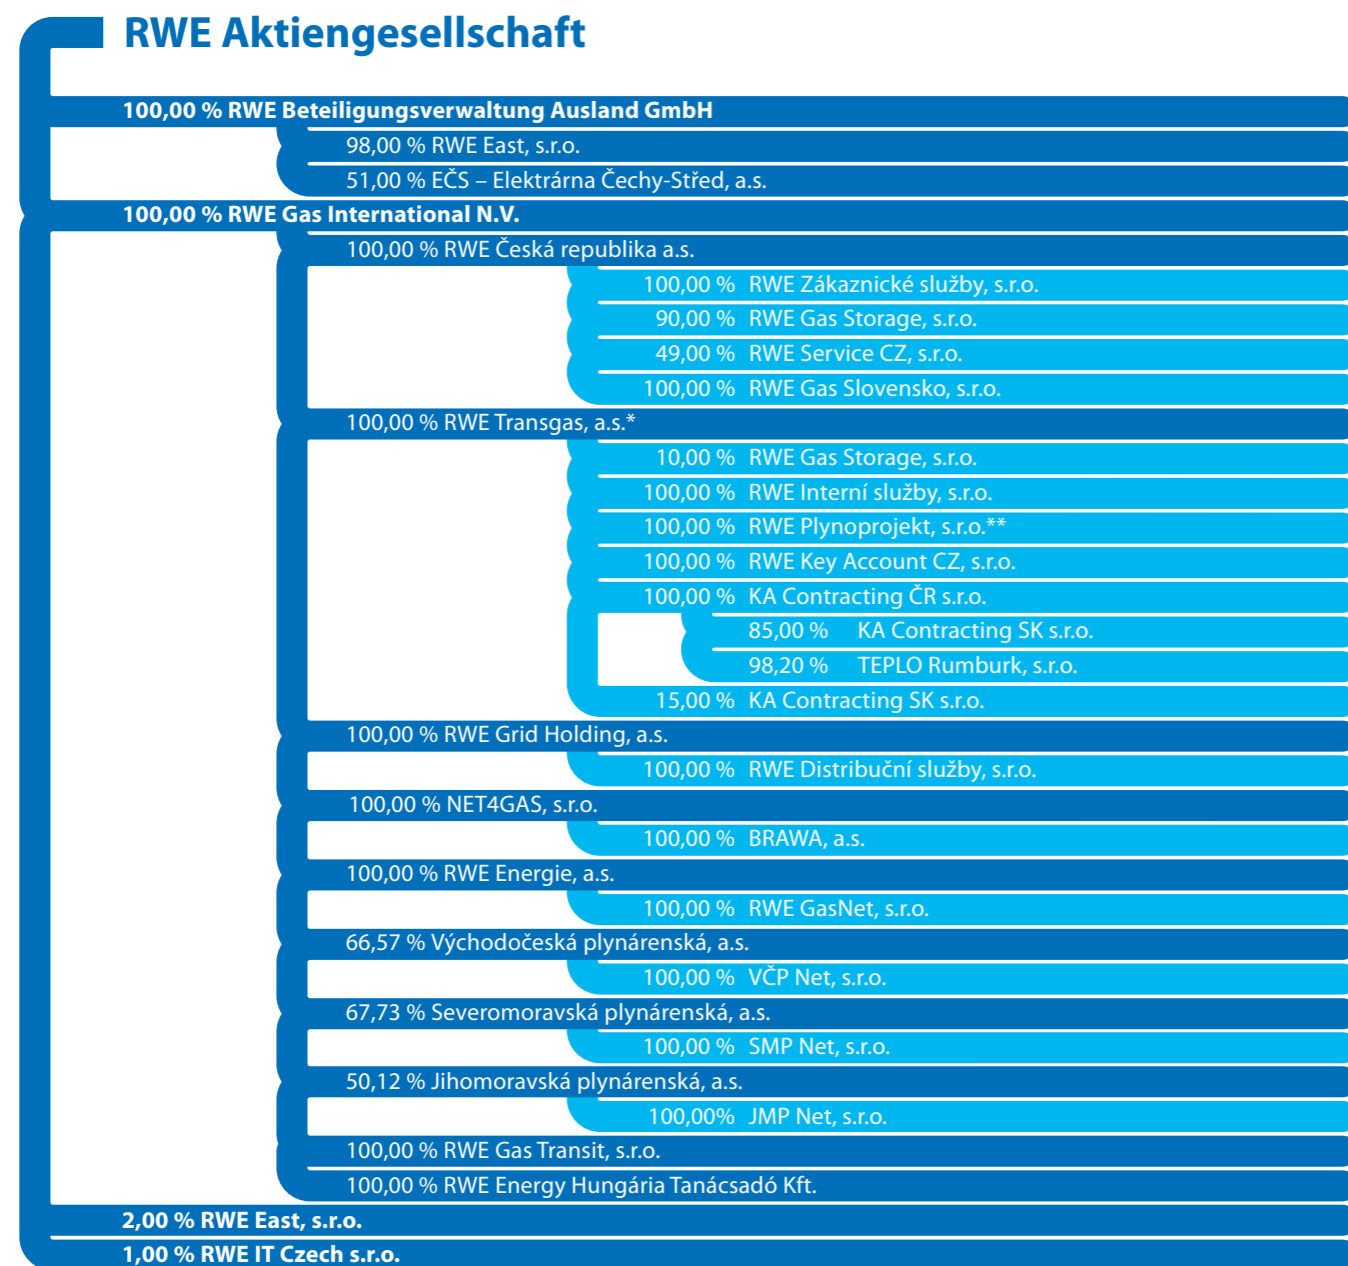 RWE Aktiengesellschaft
100,00 % RWE Beteiligungsverwaltung Ausland GmbH
98,00 % RWE East, s.r.o.
51,00 % EČS – Elektrárna Čechy-Střed, a.s.
100,00 % RWE Gas International N.V.
100,00 % RWE Česká republika a.s.
100,00 % RWE Zákaznické služby, s.r.o.
90,00 % RWE Gas Storage, s.r.o.
49,00 % RWE Service CZ, s.r.o.
100,00 % RWE Gas Slovensko, s.r.o.
100,00 % RWE Transgas, a.s.*
10,00 % RWE Gas Storage, s.r.o.
100,00 % RWE Interní služby, s.r.o.
100,00 % RWE Plynoprojekt, s.r.o.**
100,00 % RWE Key Account CZ, s.r.o.
100,00 % KA Contracting ČR s.r.o.
85,00 % KA Contracting SK s.r.o.
98,20 % TEPLO Rumburk, s.r.o.
15,00 % KA Contracting SK s.r.o.
100,00 % RWE Grid Holding, a.s.
100,00 % RWE Distribuční služby, s.r.o.
100,00 % NET4GAS, s.r.o.
100,00 % BRAWA, a.s.
100,00 % RWE Energie, a.s.
100,00 % RWE GasNet, s.r.o.
66,57 % Východočeská plynárenská, a.s.
100,00 % VČP Net, s.r.o.
67,73 % Severomoravská plynárenská, a.s.
100,00 % SMP Net, s.r.o.
50,12 % Jihomoravská plynárenská, a.s.
100,00% JMP Net, s.r.o.
100,00 % RWE Gas Transit, s.r.o.
100,00 % RWE Energy Hungária Tanácsadó Kft.
2,00 % RWE East, s.r.o.
1,00 % RWE IT Czech s.r.o.